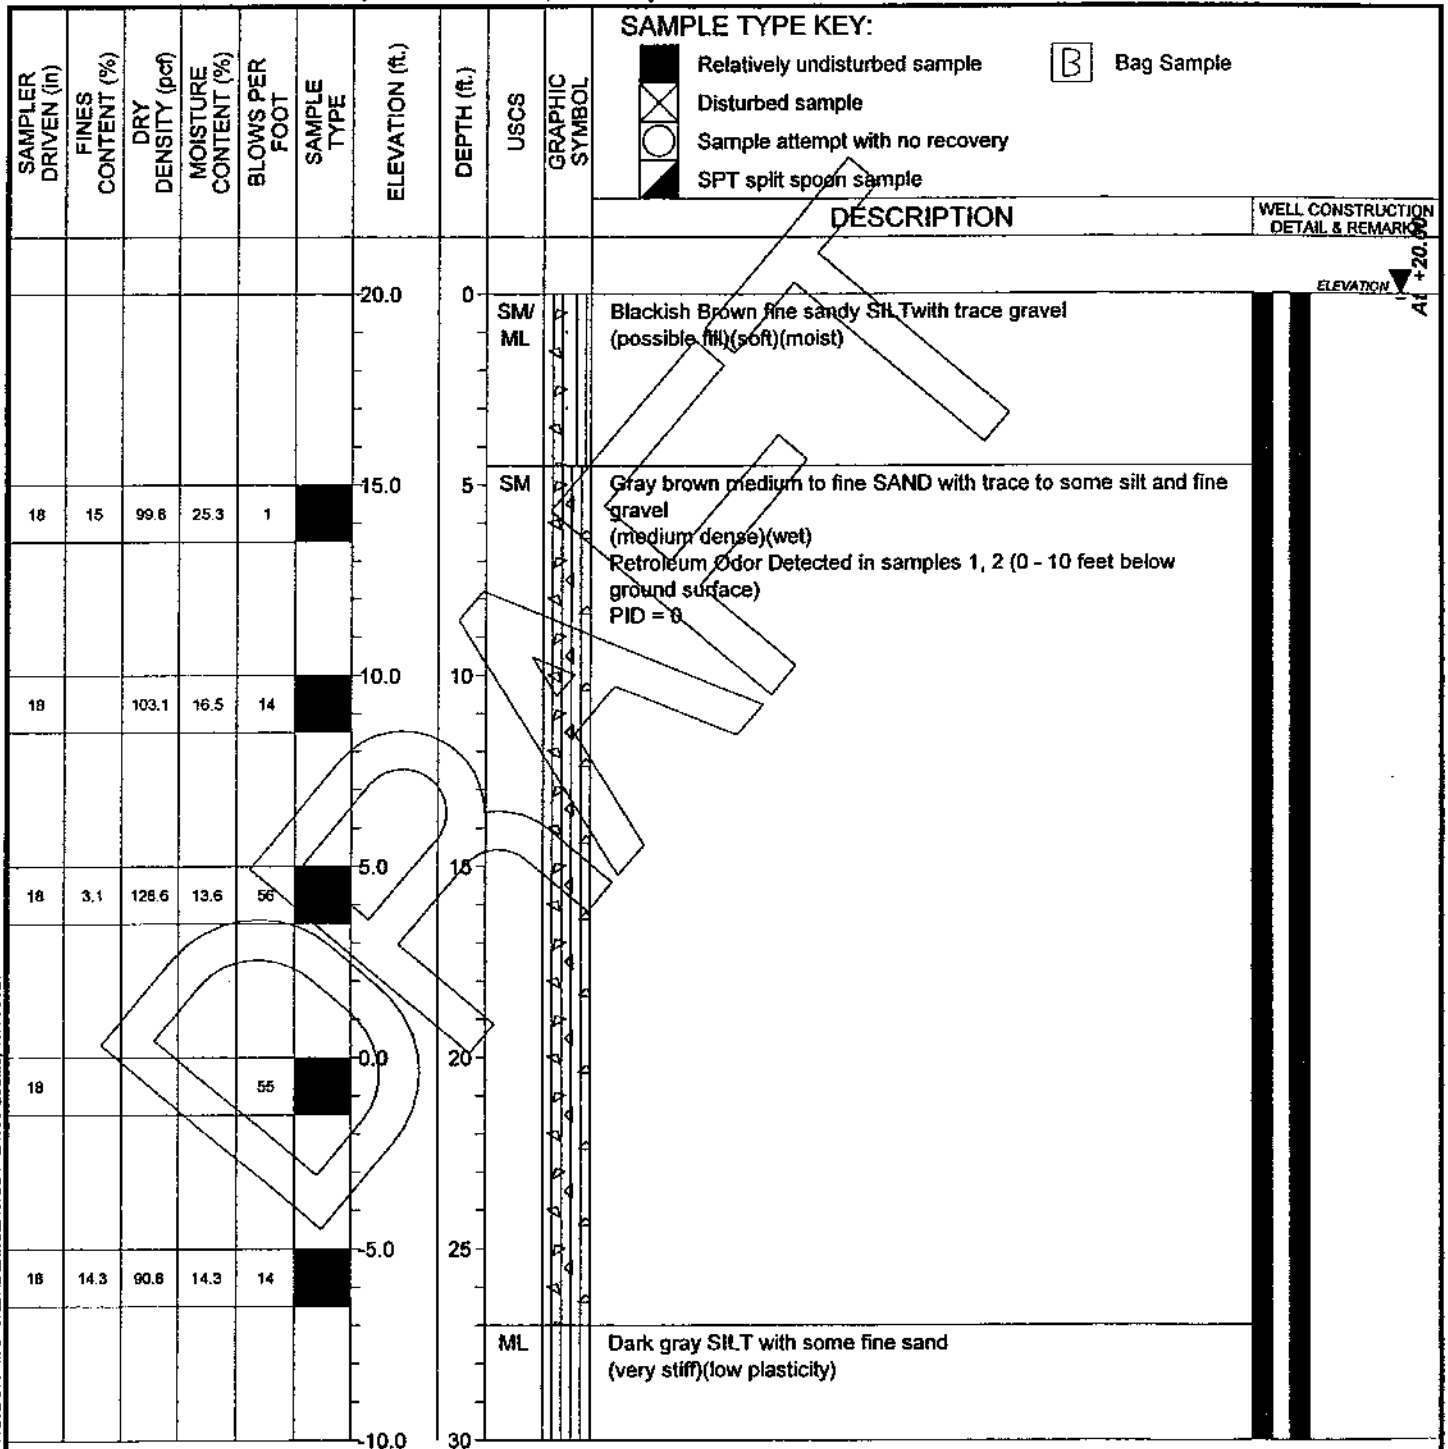 SAMPLE TYPE KEY:
Relatively undisturbed sample
B Bag Sample
Disturbed sample
Sample attempt with no recovery
SPT split spoon sample
SAMPLER DRIVEN (in)
FINES CONTENT (%)
DRY DENSITY (pcf)
MOISTURE CONTENT (%)
BLOWS PER FOOT
SAMPLE TYPE
ELEVATION (ft.)
DEPTH (ft.)
USCS
GRAPHIC SYMBOL
DESCRIPTION
WELL CONSTRUCTION
DETAIL & REMARKS
ELEVATION
At +20.00
20.0 0
SM/
ML
Blackish Brown fine sandy SILTwith trace gravel
(possible fill)(soft)(moist)
15.0 5
SM
Gray brown medium to fine SAND with trace to some silt and fine
gravel
(medium dense)(wet)
Petroleum Odor Detected in samples 1, 2 (0 - 10 feet below
ground surface)
PID = 0
18 15 99.8 25.3 1
10.0 10
18 103.1 16.5 14
5.0 15
18 3.1 128.6 13.6 56
0.0 20
18 55
-5.0 25
18 14.3 90.8 14.3 14
ML
Dark gray SILT with some fine sand
(very stiff)(low plasticity)
-10.0 30
DRAFT